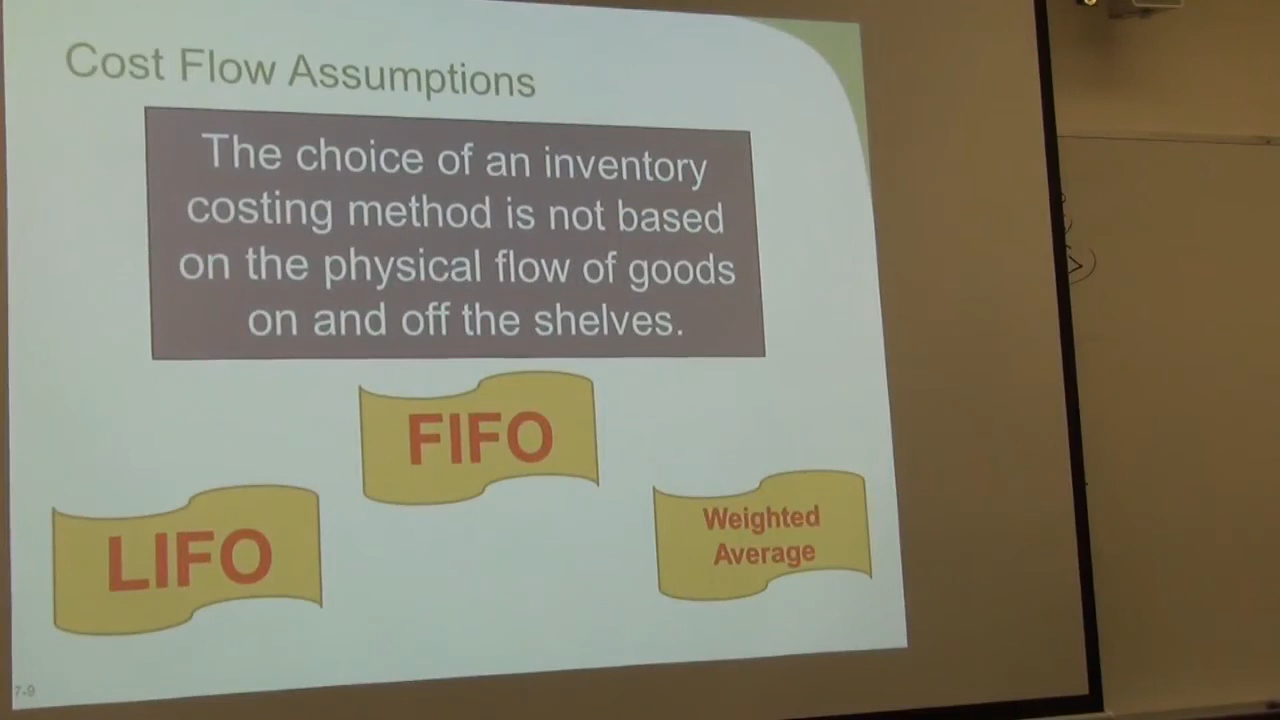 Cost Flow Assumptions
The choice of an inventory
costing method is not based
on the physical flow of goods
on and off the shelves.
FIFO
LIFO
Weighted
Average
7-9